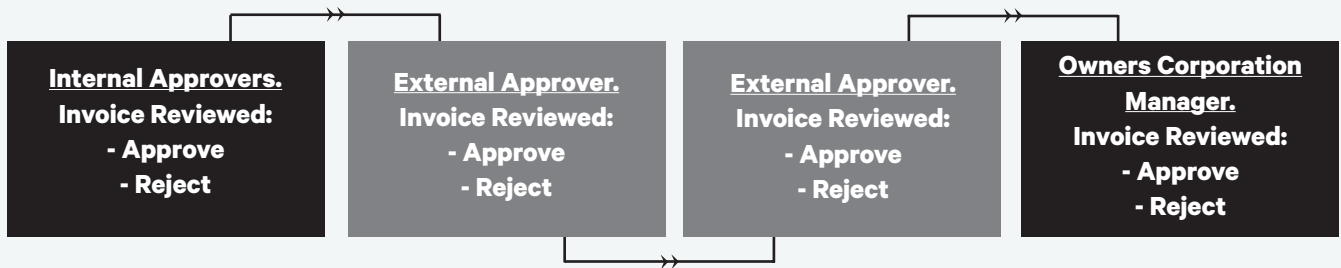 Internal Approvers.
Invoice Reviewed:
- Approve
- Reject
External Approver.
Invoice Reviewed:
- Approve
- Reject
External Approver.
Invoice Reviewed:
- Approve
- Reject
Owners Corporation
Manager.
Invoice Reviewed:
- Approve
- Reject